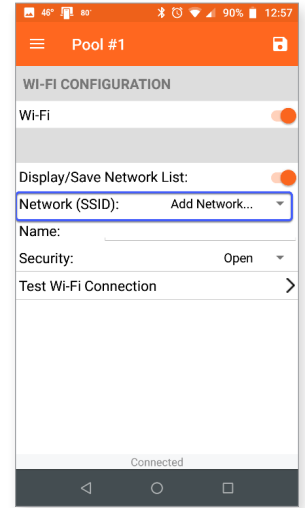 46° 80° 90% 12:57
Pool #1
WI-FI CONFIGURATION
Wi-Fi
Display/Save Network List:
Network (SSID): Add Network...
Name:
Security: Open
Test Wi-Fi Connection
Connected